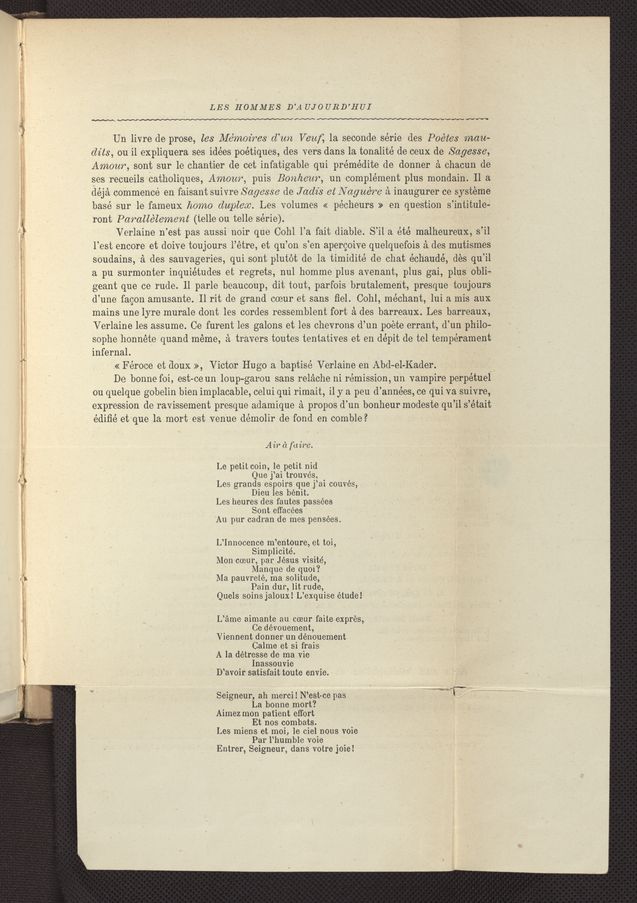 LES HOMMES D'AUJOURD'HUI
Un livre de prose, les Mémoires d'un Veuf, la seconde série des Poètes mau-
dits, ou il expliquera ses idées poétiques, des vers dans la tonalité de ceux de Sagesse,
Amour, sont sur le chantier de cet infatigable qui prémédite de donner à chacun de
ses recueils catholiques, Amour, puis Bonheur, un complément plus mondain. Il a
déjà commencé en faisant suivre Sagesse de Jadis et Naguère à inaugurer ce système
basé sur le fameux homo duplex. Les volumes « pécheurs » en question s'intitule-
ront Parallèlement (telle ou telle série).
Verlaine n'est pas aussi noir que Cohl l'a fait diable. S'il a été malheureux, s'il
l'est encore et doive toujours l'être, et qu'on s'en aperçoive quelquefois à des mutismes
soudains, à des sauvageries, qui sont plutôt de la timidité de chat échaudé, dès qu'il
a pu surmonter inquiétudes et regrets, nul homme plus avenant, plus gai, plus obli-
geant que ce rude. Il parle beaucoup, dit tout, parfois brutalement, presque toujours
d'une façon amusante. Il rit de grand cœur et sans fiel. Cohl, méchant, lui a mis aux
mains une lyre murale dont les cordes ressemblent fort à des barreaux. Les barreaux,
Verlaine les assume. Ce furent les galons et les chevrons d'un poète errant, d'un philo-
sophe honnête quand même, à travers toutes tentatives et en dépit de tel tempérament
infernal.
« Féroce et doux », Victor Hugo a baptisé Verlaine en Abd-el-Kader.
De bonne foi, est-ce un loup-garou sans relâche ni rémission, un vampire perpétuel
ou quelque gobelin bien implacable, celui qui rimait, il y a peu d'années, ce qui va suivre,
expression de ravissement presque adamique à propos d'un bonheur modeste qu'il s'était
édifié et que la mort est venue démolir de fond en comble?
Air à faire.
Le petit coin, le petit nid
Que j'ai trouvés,
Les grands espoirs que j'ai couvés,
Dieu les bénit.
Les heures des fautes passées
Sont effacées
Au pur cadran de mes pensées.
L'Innocence m'entoure, et toi,
Simplicité.
Mon cœur, par Jésus visité,
Manque de quoi?
Ma pauvreté, ma solitude,
Pain dur, lit rude,
Quels soins jaloux! L'exquise étude!
L'âme aimante au cœur faite exprès,
Ce dévouement,
Viennent donner un dénouement
Calme et si frais
A la détresse de ma vie
Inassouvie
D'avoir satisfait toute envie.
Seigneur, ah merci! N'est-ce pas
La bonne mort?
Aimez mon patient effort
Et nos combats.
Les miens et moi, le ciel nous voie
Par l'humble voie
Entrer, Seigneur, dans votre joie!